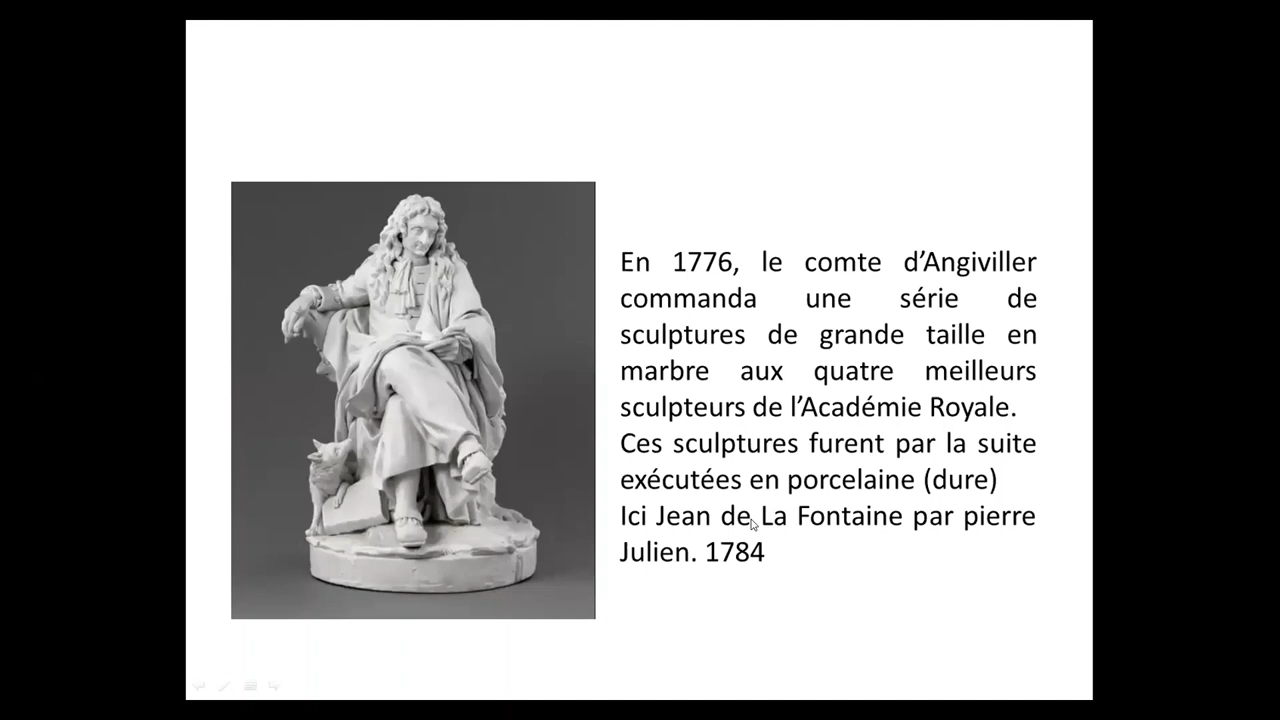 En 1776, le comte d’Angiviller
commanda une série de
sculptures de grande taille en
marbre aux quatre meilleurs
sculpteurs de l’Académie Royale.
Ces sculptures furent par la suite
exécutées en porcelaine (dure)
Ici Jean de La Fontaine par pierre
Julien. 1784